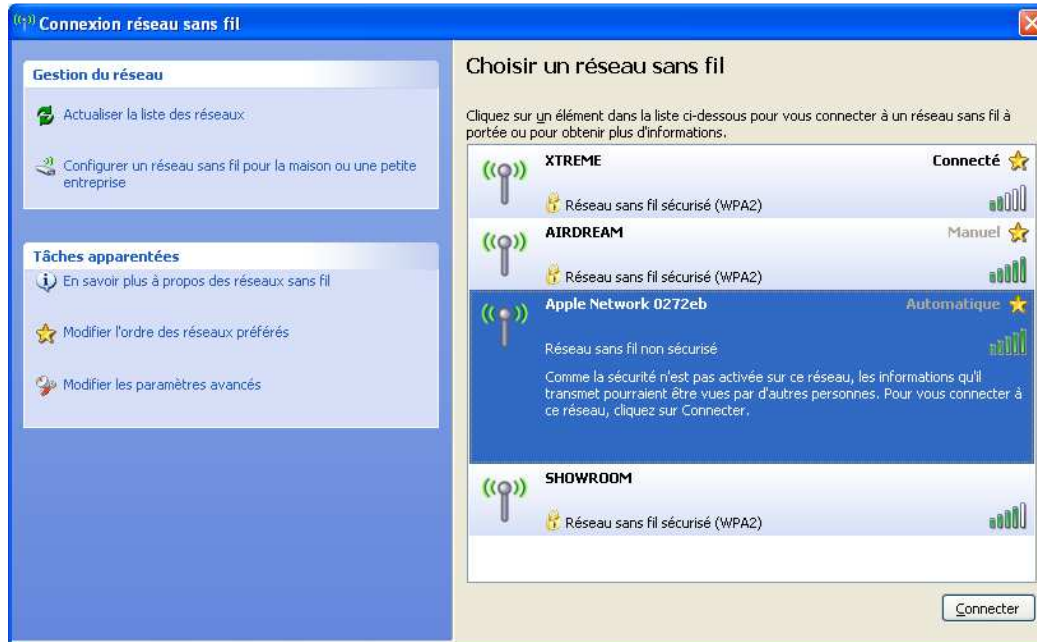 Connexion réseau sans fil
Gestion du réseau
Actualiser la liste des réseaux
Configurer un réseau sans fil pour la maison ou une petite
entreprise
Tâches apparentées
En savoir plus à propos des réseaux sans fil
Modifier l'ordre des réseaux préférés
Modifier les paramètres avancés
Choisir un réseau sans fil
Cliquez sur un élément dans la liste ci-dessous pour vous connecter à un réseau sans fil à
portée ou pour obtenir plus d'informations.
XTREME Connecté
Réseau sans fil sécurisé (WPA2)
AIRDREAM Manuel
Réseau sans fil sécurisé (WPA2)
Apple Network 0272eb Automatique
Réseau sans fil non sécurisé
Comme la sécurité n'est pas activée sur ce réseau, les informations qu'il
transmet pourraient être vues par d'autres personnes. Pour vous connecter à
ce réseau, cliquez sur Connecter.
SHOWROOM
Réseau sans fil sécurisé (WPA2)
Connecter